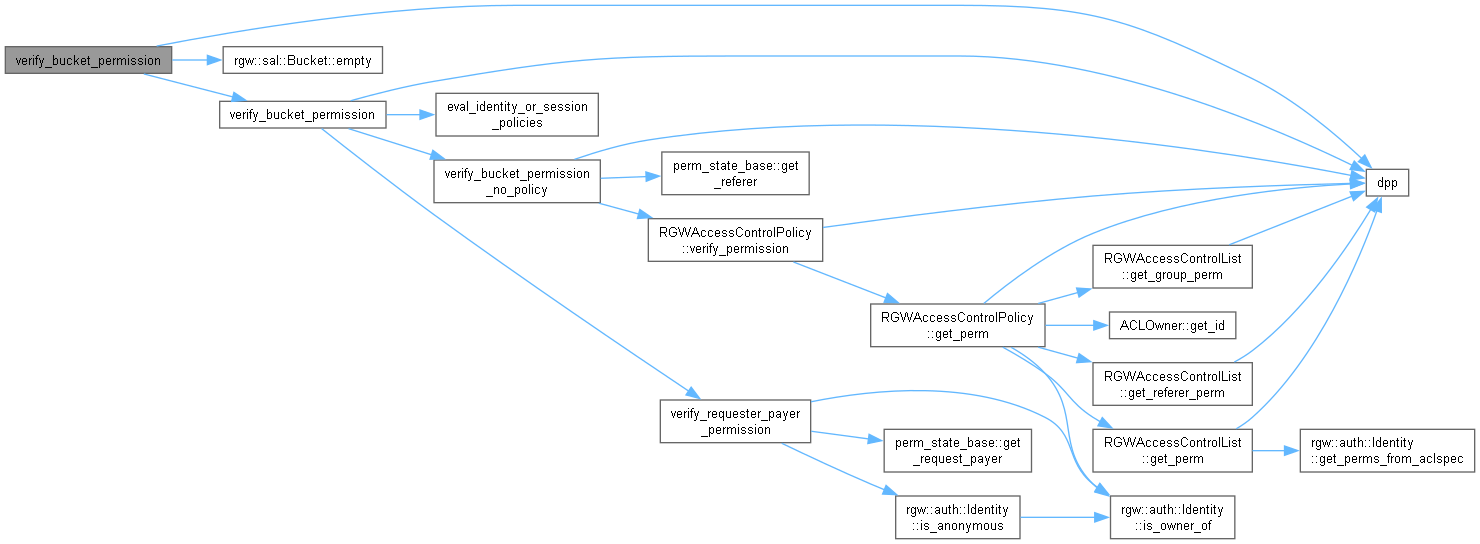 verify_bucket_permission
rgw::sal::Bucket::empty
verify_bucket_permission
eval_identity_or_session
_policies
verify_bucket_permission
_no_policy
perm_state_base::get
_referer
dpp
RGWAccessControlPolicy
::verify_permission
RGWAccessControlList
::get_group_perm
RGWAccessControlPolicy
::get_perm
ACLOwner::get_id
RGWAccessControlList
::get_referer_perm
verify_requester_payer
_permission
perm_state_base::get
_request_payer
RGWAccessControlList
::get_perm
rgw::auth::Identity
::get_perms_from_aclspec
rgw::auth::Identity
::is_anonymous
rgw::auth::Identity
::is_owner_of